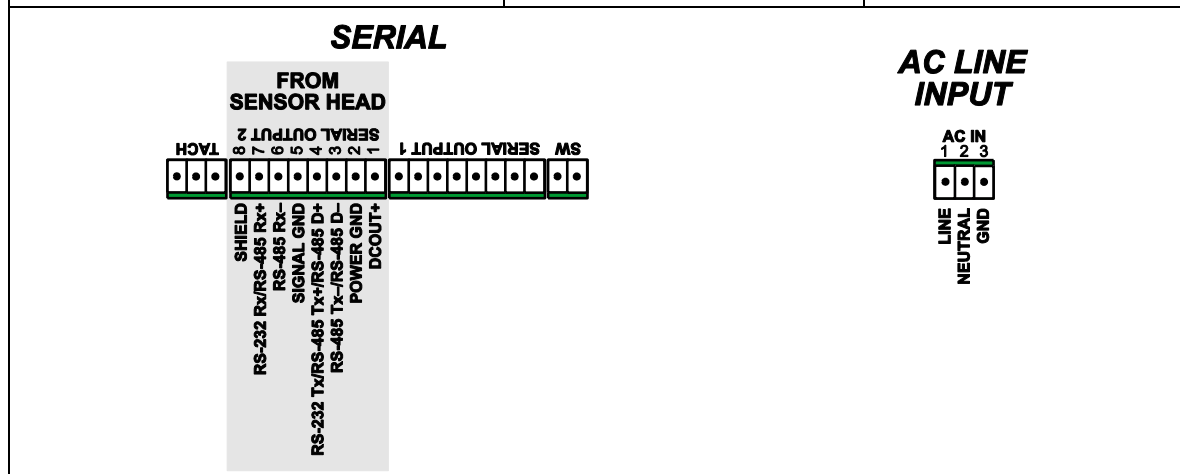 SERIAL
FROM
SENSOR HEAD
TACH
SERIAL OUTPUT 2
SERIAL OUTPUT 1
SW
8 7 6 5 4 3 2 1
SHIELD
RS-232 Rx/RS-485 Rx+
RS-485 Rx–
SIGNAL GND
RS-232 Tx/RS-485 Tx+/RS-485 D+
RS-485 Tx–/RS-485 D–
POWER GND
DCOUT+
AC LINE
INPUT
AC IN
1 2 3
LINE
NEUTRAL
GND